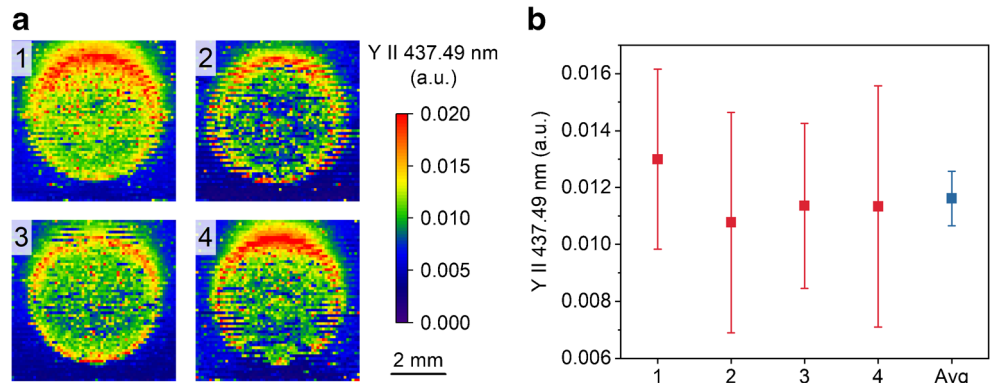 a
1
2
3
4
Y II 437.49 nm
(a.u.)
0.020
0.015
0.010
0.005
0.000
2 mm
b
Y II 437.49 nm (a.u.)
0.016
0.014
0.012
0.010
0.008
0.006
1 2 3 4 Avg